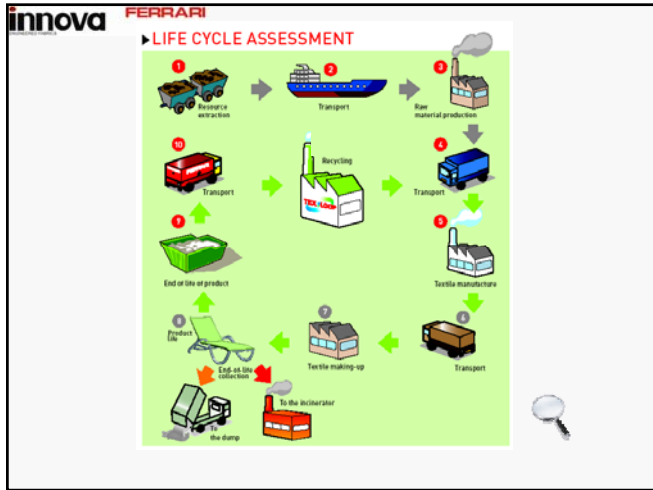 innova
FERRARI
LIFE CYCLE ASSESSMENT
1
Resource
extraction
2
Transport
3
Raw
material production
10
Transport
Recycling
TEXYLOOP
4
Transport
9
End of life of product
5
Textile manufacture
8
Product
life
7
Textile making-up
6
Transport
End-of-life
collection
To
the dump
To the incinerator